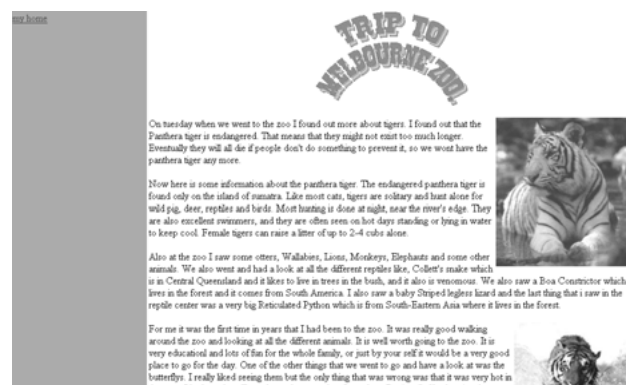 my home
TRIP TO
MELBOURNE ZOO.
On tuesday when we went to the zoo I found out more about tigers. I found out that the
Panthera tiger is endangered. That means that they might not exist too much longer.
Eventually they will all die if people don't do something to prevent it, so we wont have the
panthera tiger any more.
Now here is some information about the panthera tiger. The endangered panthera tiger is
found only on the island of sumatra. Like most cats, tigers are solitary and hunt alone for
wild pig, deer, reptiles and birds. Most hunting is done at night, near the river's edge. They
are also excellent swimmers, and they are often seen on hot days standing or lying in water
to keep cool. Female tigers can raise a litter of up to 2-4 cubs alone.
Also at the zoo I saw some otters, Wallabies, Lions, Monkeys, Elephants and some other
animals. We also went and had a look at all the different reptiles like, Collett's snake which
is in Central Queensland and it likes to live in trees in the bush, and it also is venomous. We also saw a Boa Constrictor which
lives in the forest and it comes from South America. I also saw a baby Striped legless lizard and the last thing that i saw in the
reptile center was a very big Reticulated Python which is from South-Eastern Asia where it lives in the forest.
For me it was the first time in years that I had been to the zoo. It was really good walking
around the zoo and looking at all the different animals. It is well worth going to the zoo. It is
very educationl and lots of fun for the whole family, or just by your self it would be a very good
place to go for the day. One of the other things that we went to go and have a look at was the
butterflys. I really liked seeing them but the only thing that was wrong was that it was very hot in